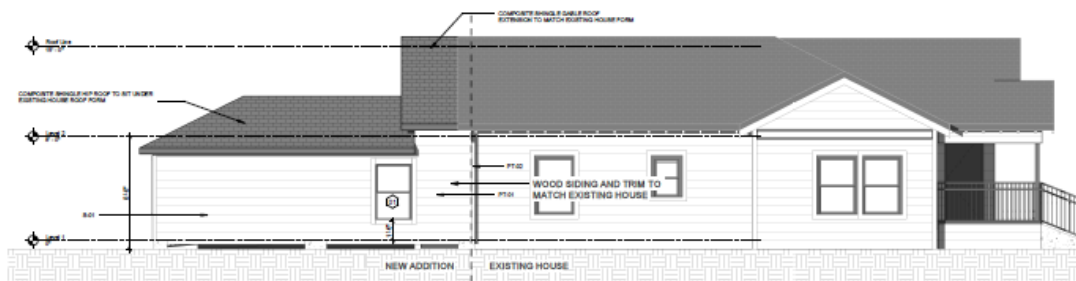 COMPOSITE SHINGLE GABLE ROOF
EXTENSION TO MATCH EXISTING HOUSE FORM
Roof Line
COMPOSITE SHINGLE HIP ROOF TO SIT UNDER
EXISTING HOUSE ROOF FORM
Level 2
PT-02
WOOD SIDING AND TRIM TO
MATCH EXISTING HOUSE
PT-01
S-01
Level 1
NEW ADDITION
EXISTING HOUSE